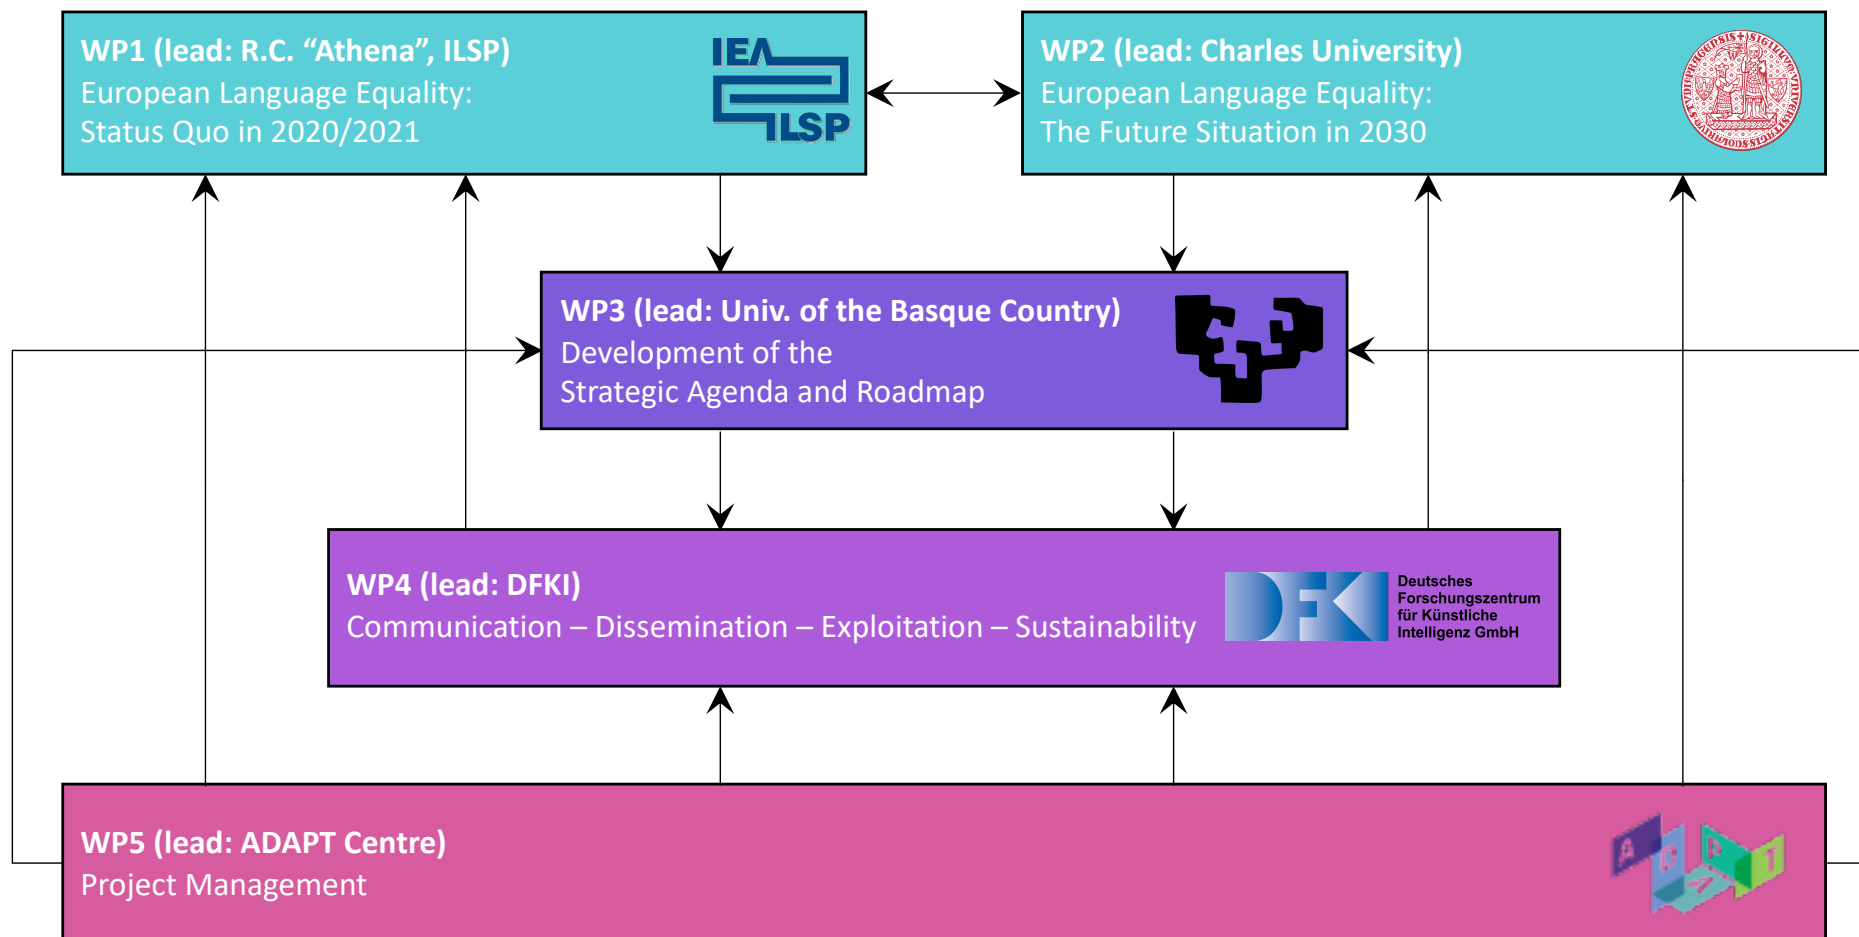 WP1 (lead: R.C. “Athena”, ILSP)
European Language Equality:
Status Quo in 2020/2021
ΙΕΛ
ILSP
WP2 (lead: Charles University)
European Language Equality:
The Future Situation in 2030
WP3 (lead: Univ. of the Basque Country)
Development of the
Strategic Agenda and Roadmap
WP4 (lead: DFKI)
Communication – Dissemination – Exploitation – Sustainability
DFK
Deutsches
Forschungszentrum
für Künstliche
Intelligenz GmbH
WP5 (lead: ADAPT Centre)
Project Management
ADAPT